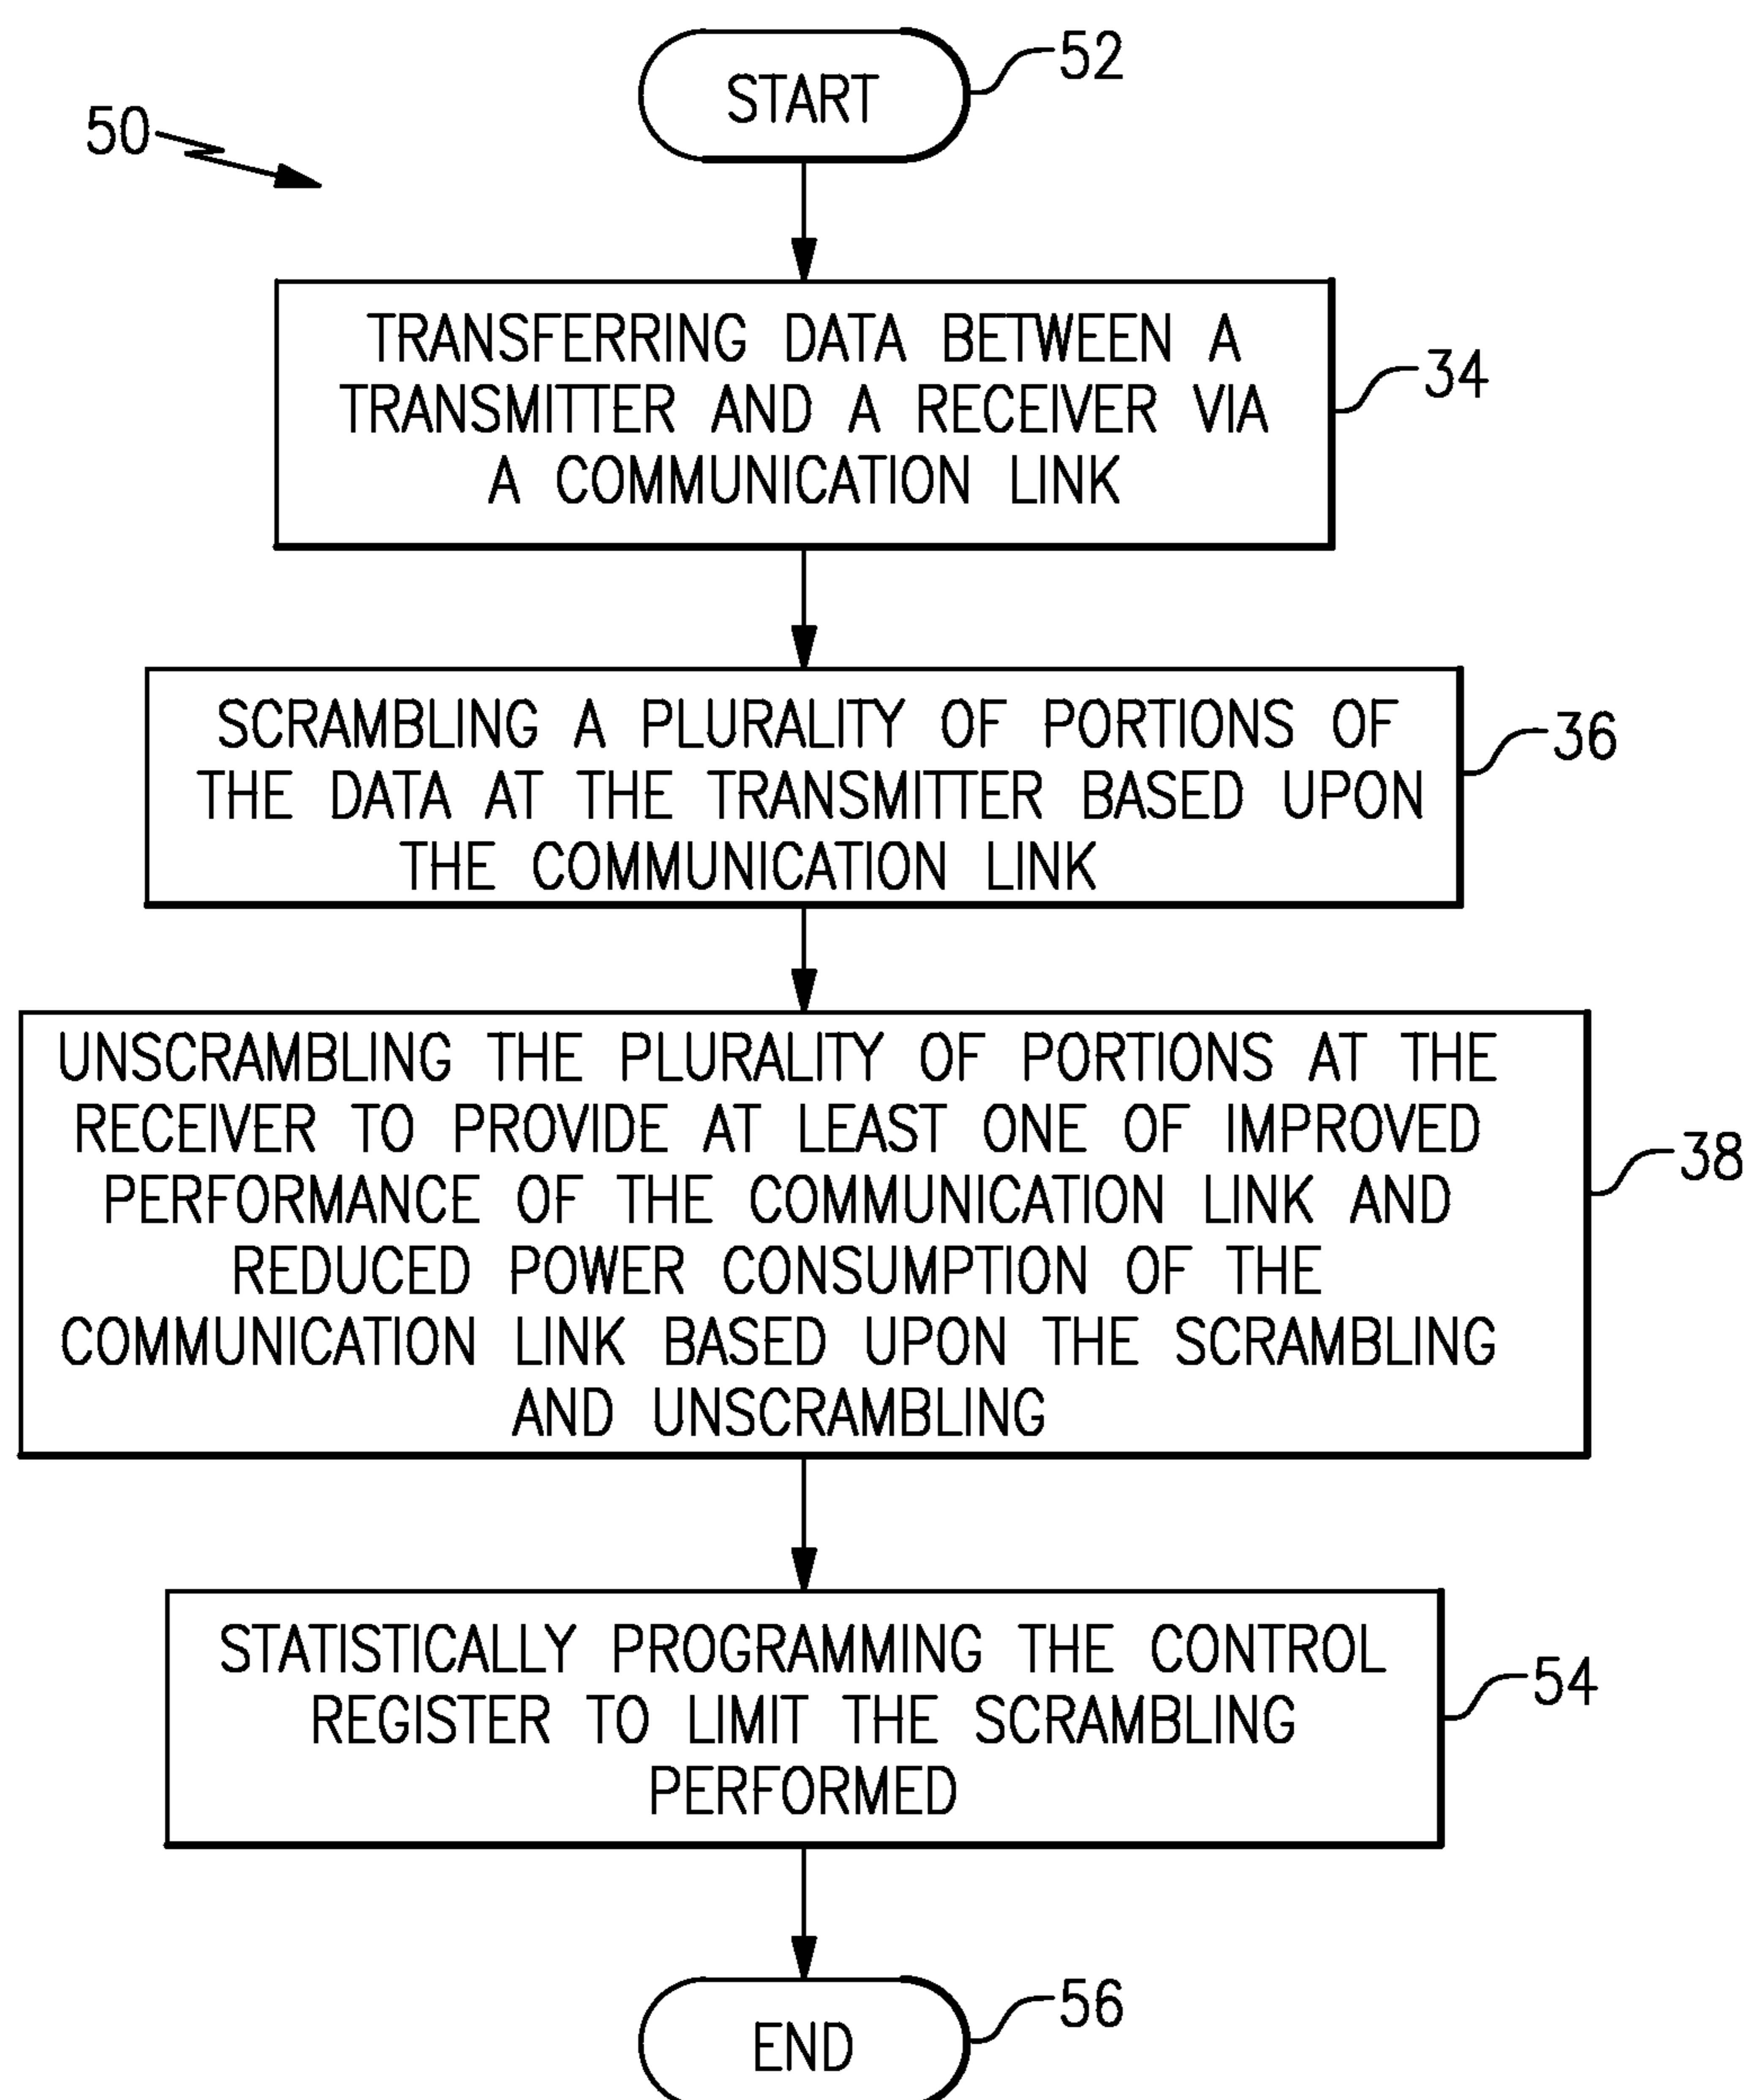 START
52
50
TRANSFERRING DATA BETWEEN A
TRANSMITTER AND A RECEIVER VIA
A COMMUNICATION LINK
34
SCRAMBLING A PLURALITY OF PORTIONS OF
THE DATA AT THE TRANSMITTER BASED UPON
THE COMMUNICATION LINK
36
UNSCRAMBLING THE PLURALITY OF PORTIONS AT THE
RECEIVER TO PROVIDE AT LEAST ONE OF IMPROVED
PERFORMANCE OF THE COMMUNICATION LINK AND
REDUCED POWER CONSUMPTION OF THE
COMMUNICATION LINK BASED UPON THE SCRAMBLING
AND UNSCRAMBLING
38
STATISTICALLY PROGRAMMING THE CONTROL
REGISTER TO LIMIT THE SCRAMBLING
PERFORMED
54
END
56